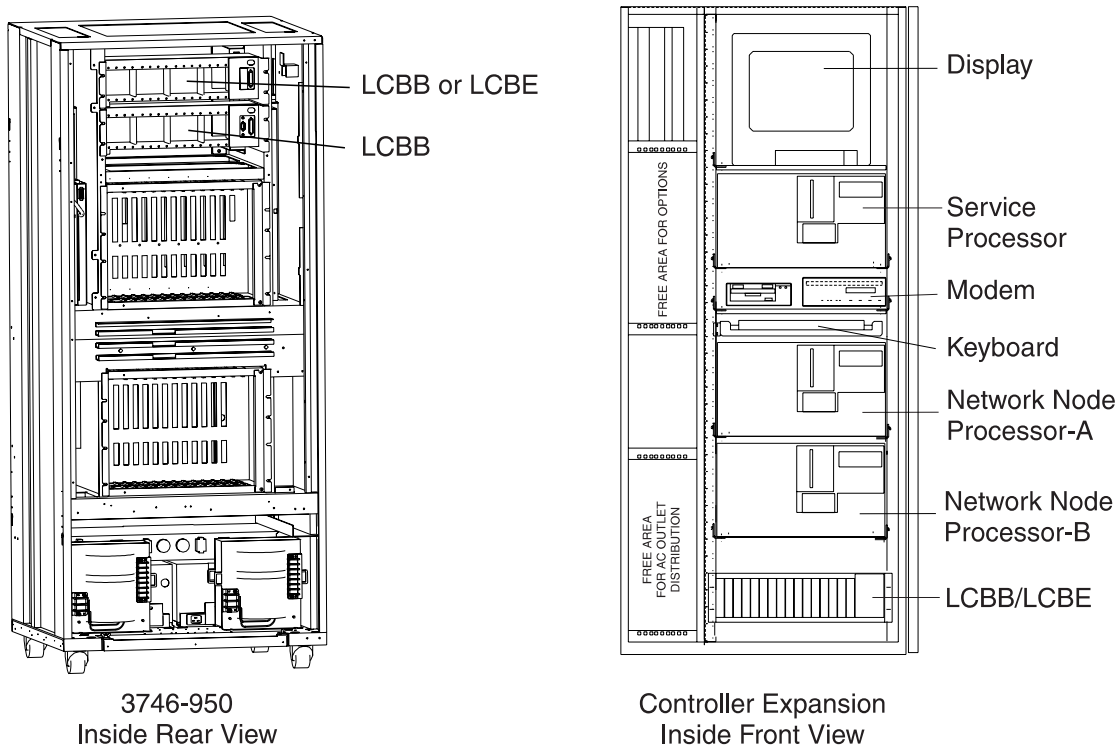 LCBB or LCBE
LCBB
3746-950
Inside Rear View
FREE AREA FOR OPTIONS
FREE AREA
FOR AC OUTLET
DISTRIBUTION
Display
Service
Processor
Modem
Keyboard
Network Node
Processor-A
Network Node
Processor-B
LCBB/LCBE
Controller Expansion
Inside Front View